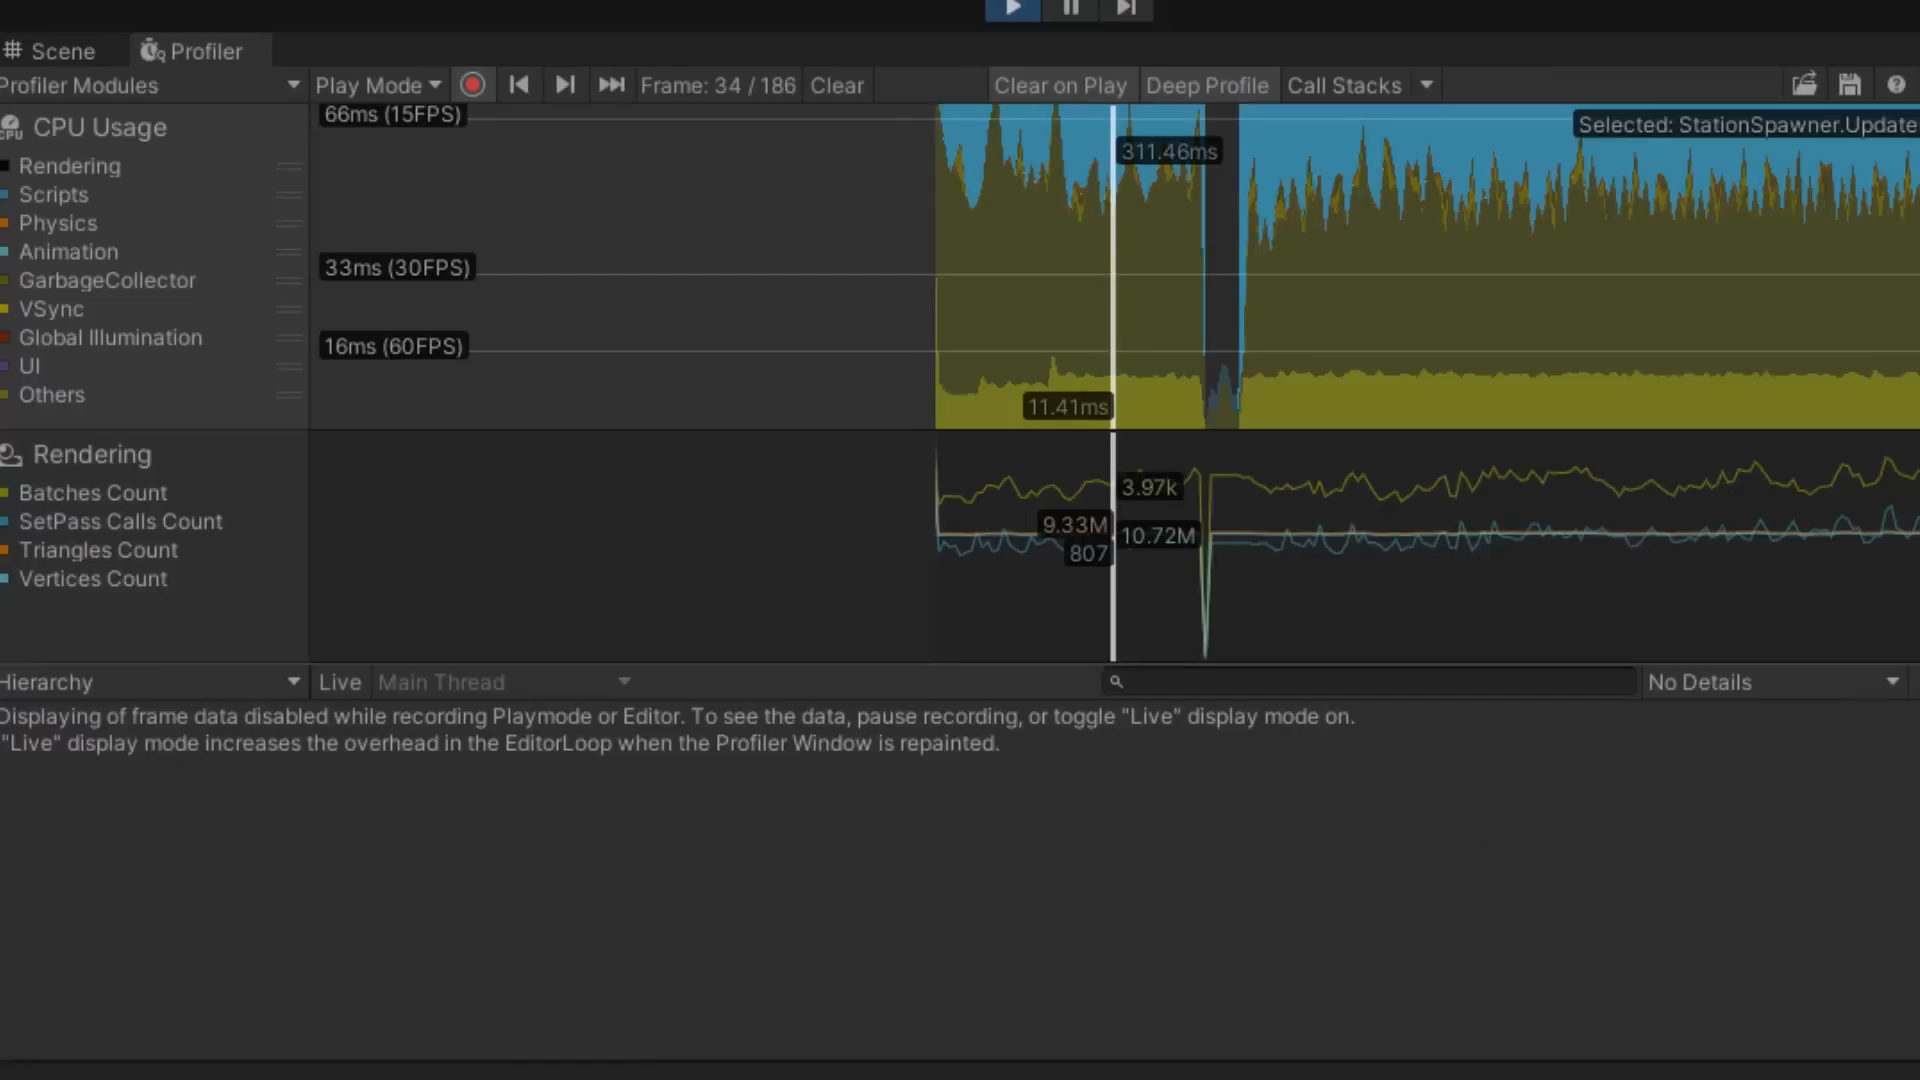 Scene
Profiler
Profiler Modules
Play Mode
Frame: 34 / 186
Clear
Clear on Play
Deep Profile
Call Stacks
CPU Usage
CPU
Rendering
Scripts
Physics
Animation
GarbageCollector
VSync
Global Illumination
UI
Others
66ms (15FPS)
33ms (30FPS)
16ms (60FPS)
311.46ms
11.41ms
Selected: StationSpawner.Update
Rendering
Batches Count
SetPass Calls Count
Triangles Count
Vertices Count
3.97k
9.33M
10.72M
807
Hierarchy
Live
Main Thread
No Details
Displaying of frame data disabled while recording Playmode or Editor. To see the data, pause recording, or toggle "Live" display mode on.
"Live" display mode increases the overhead in the EditorLoop when the Profiler Window is repainted.